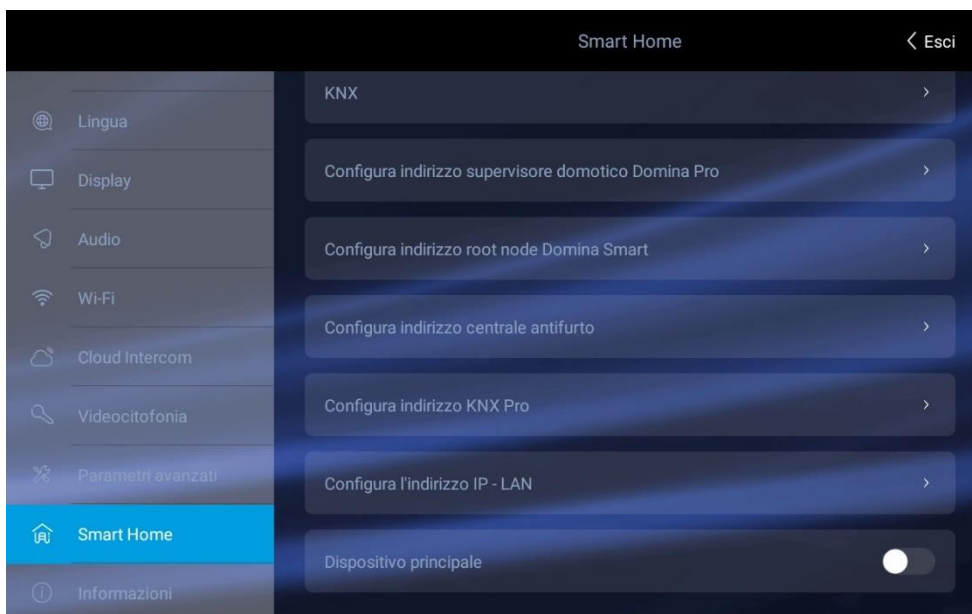 Smart Home
Esci
Lingua
Display
Audio
Wi-Fi
Cloud Intercom
Videocitofonia
Parametri avanzati
Smart Home
Informazioni
KNX
Configura indirizzo supervisore domotico Domina Pro
Configura indirizzo root node Domina Smart
Configura indirizzo centrale antifurto
Configura indirizzo KNX Pro
Configura l'indirizzo IP - LAN
Dispositivo principale